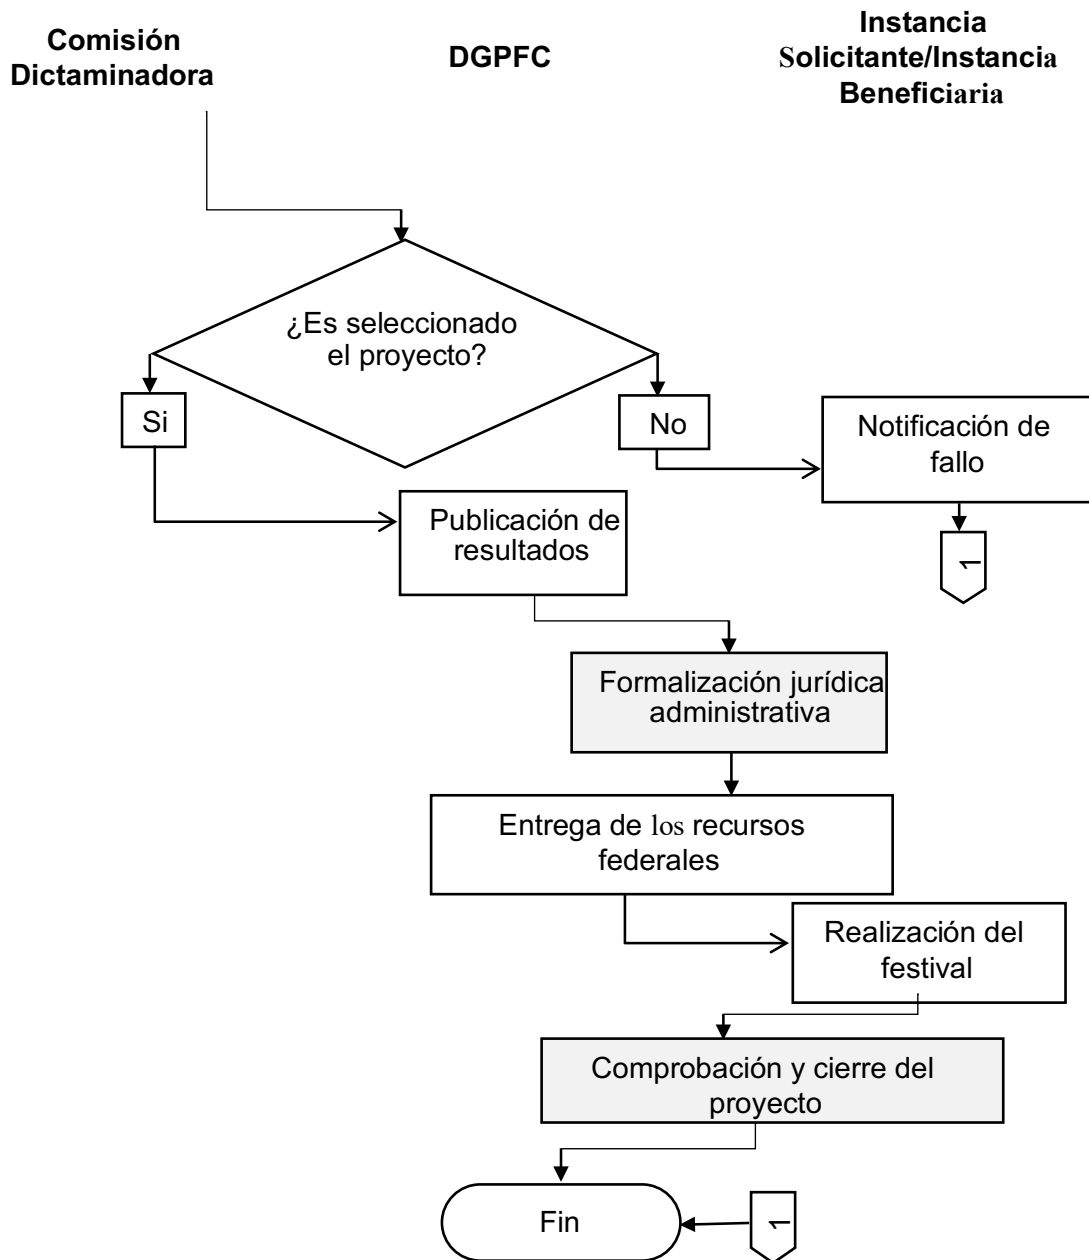 Comisión
Dictaminadora
DGPFC
Instancia
Solicitante/Instancia
Beneficiaria
¿Es seleccionado
el proyecto?
Si
No
Notificación de
fallo
Publicación de
resultados
1
Formalización jurídica
administrativa
Entrega de los recursos
federales
Realización del
festival
Comprobación y cierre del
proyecto
Fin
1